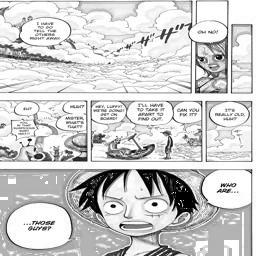 OH NO!
I HAVE
TO GO
TELL THE
OTHERS
RIGHT AWAY.
IT'S
REALLY OLD,
HUH?
CAN YOU
FIX IT?
I'LL HAVE
TO TAKE IT
APART TO
FIND OUT.
HEY, LUFFY!
WE'RE GOING
GET ON
BOARD!
HUH?
MISTER,
WHAT'S
THAT?
EH?
WHO
ARE...
...THOSE
GUYS?